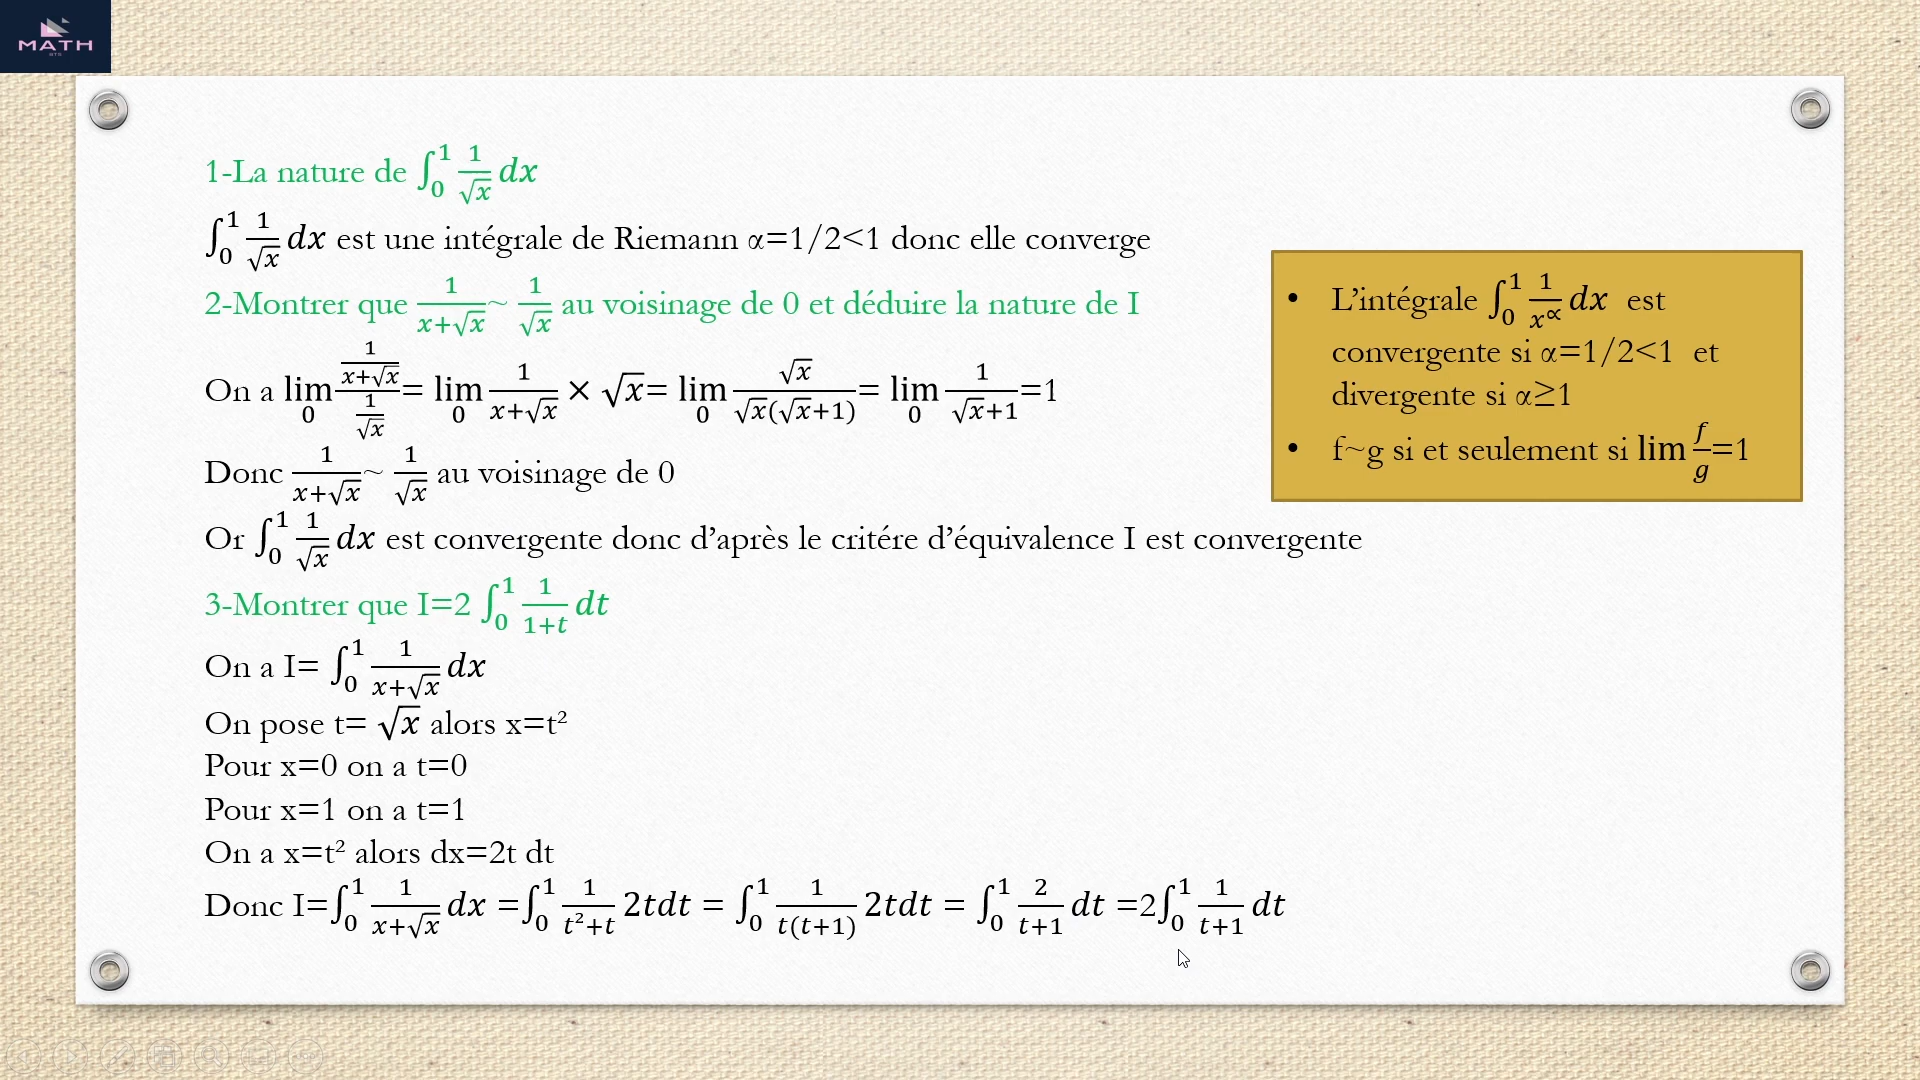 MATH
1-La nature de ∫₀¹ 1/√x dx
∫₀¹ 1/√x dx est une intégrale de Riemann α=1/2<1 donc elle converge
2-Montrer que 1/(x+√x) ~ 1/√x au voisinage de 0 et déduire la nature de I
On a lim₀ (1/(x+√x))/(1/√x) = lim₀ 1/(x+√x) × √x = lim₀ √x/(√x(√x+1)) = lim₀ 1/(√x+1) =1
Donc 1/(x+√x) ~ 1/√x au voisinage de 0
Or ∫₀¹ 1/√x dx est convergente donc d’après le critére d’équivalence I est convergente
3-Montrer que I=2 ∫₀¹ 1/(1+t) dt
On a I= ∫₀¹ 1/(x+√x) dx
On pose t= √x alors x=t²
Pour x=0 on a t=0
Pour x=1 on a t=1
On a x=t² alors dx=2t dt
Donc I=∫₀¹ 1/(x+√x) dx =∫₀¹ 1/(t²+t) 2tdt = ∫₀¹ 1/(t(t+1)) 2tdt = ∫₀¹ 2/(t+1) dt =2∫₀¹ 1/(t+1) dt
• L’intégrale ∫₀¹ 1/x^∝ dx est
convergente si α=1/2<1 et
divergente si α≥1
• f~g si et seulement si lim f/g =1